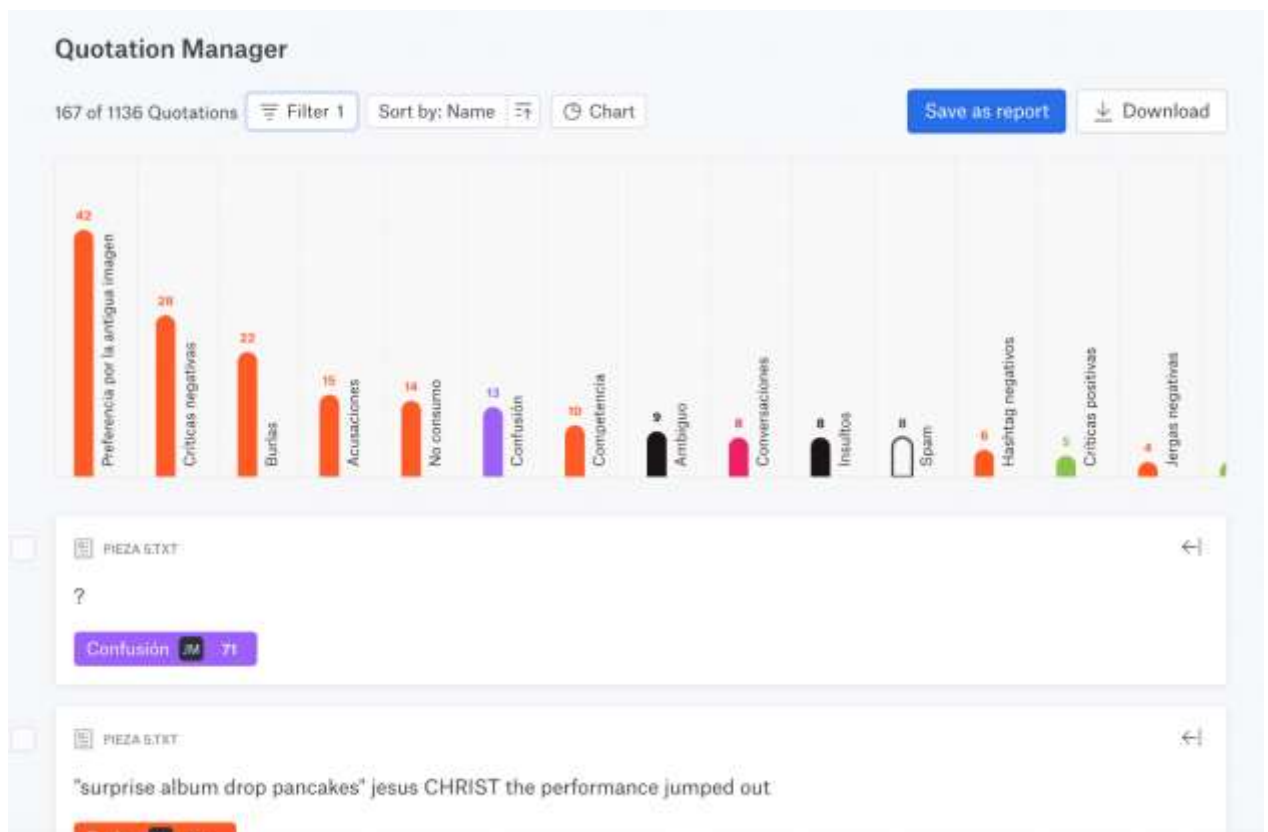 Quotation Manager
167 of 1136 Quotations Filter 1 Sort by: Name Chart Save as report Download
42 Preferencia por la antigua imagen
28 Críticas negativas
22 Burlas
15 Acusaciones
14 No consumo
13 Confusión
10 Competencia
9 Ambiguo
8 Conversaciones
8 Insultos
8 Spam
6 Hashtag negativos
5 Críticas positivas
4 Jergas negativas
PIEZA 5.TXT
?
Confusión JM 71
PIEZA 5.TXT
"surprise album drop pancakes" jesus CHRIST the performance jumped out